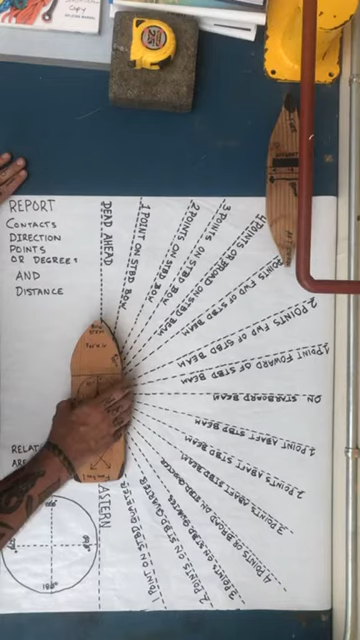 Copy
REPORT
CONTACTS
DIRECTION
POINTS
OR DEGREES
AND
DISTANCE
DEAD AHEAD
1 POINT ON STBD BOW
2 POINTS ON STBD BOW
3 POINTS ON STBD BOW
4 POINTS OR BROAD ON STBD BOW
POINTS FWD OF STBD BEAM
2 POINTS FWD OF STBD BEAM
1 POINT FOWARD OF STBD BEAM
ON STARBOARD BEAM
1 POINT ABAFT STBD BEAM
2 POINTS ABAFT STBD BEAM
3 POINTS ABAFT STBD BEAM
4 POINTS OR BROAD ON STBD QUARTER
3 POINTS ON STBD QUARTER
2 POINTS ON STBD QUARTER
1 POINT ON STBD QUARTER
ASTERN
RELAT
ARE
000
090
180